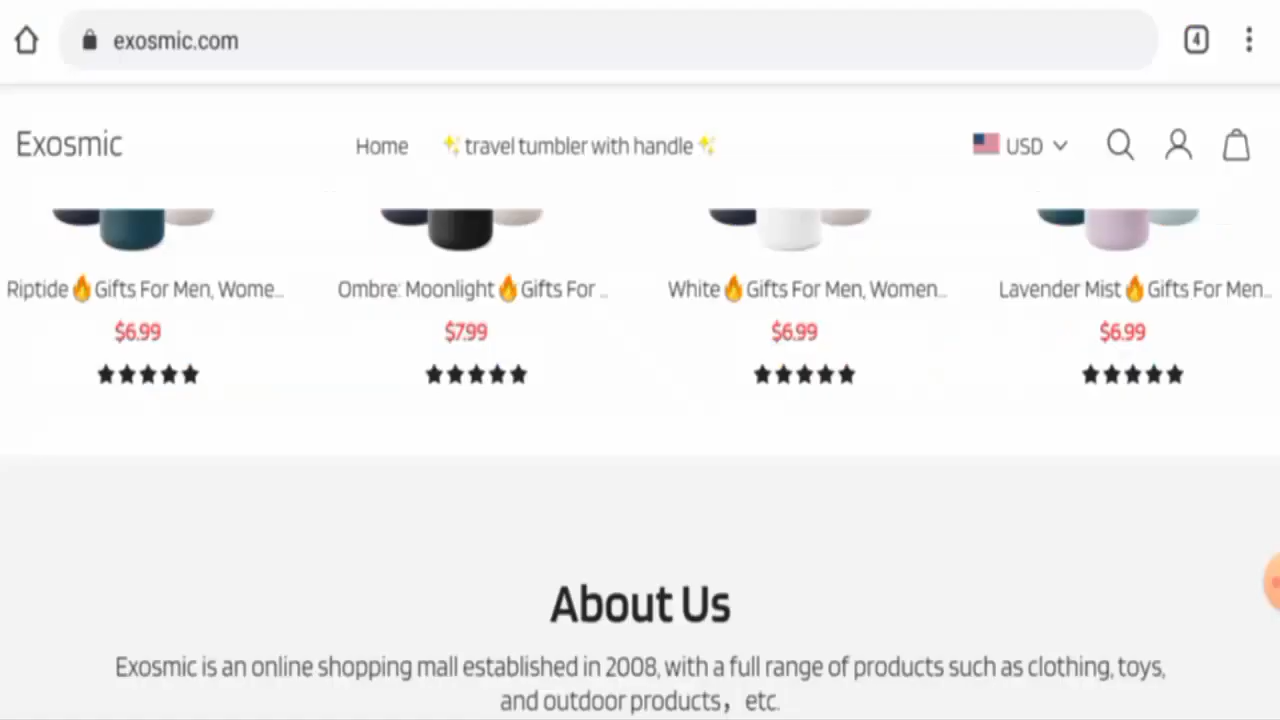 4
exosmic.com
Exosmic
Home
✨travel tumbler with handle✨
USD
Riptide🔥Gifts For Men, Wome...
Ombre: Moonlight🔥Gifts For ...
White🔥Gifts For Men, Women...
Lavender Mist🔥Gifts For Men...
$6.99
$7.99
$6.99
$6.99
★★★★★
★★★★★
★★★★★
★★★★★
About Us
Exosmic is an online shopping mall established in 2008, with a full range of products such as clothing, toys,
and outdoor products，etc.